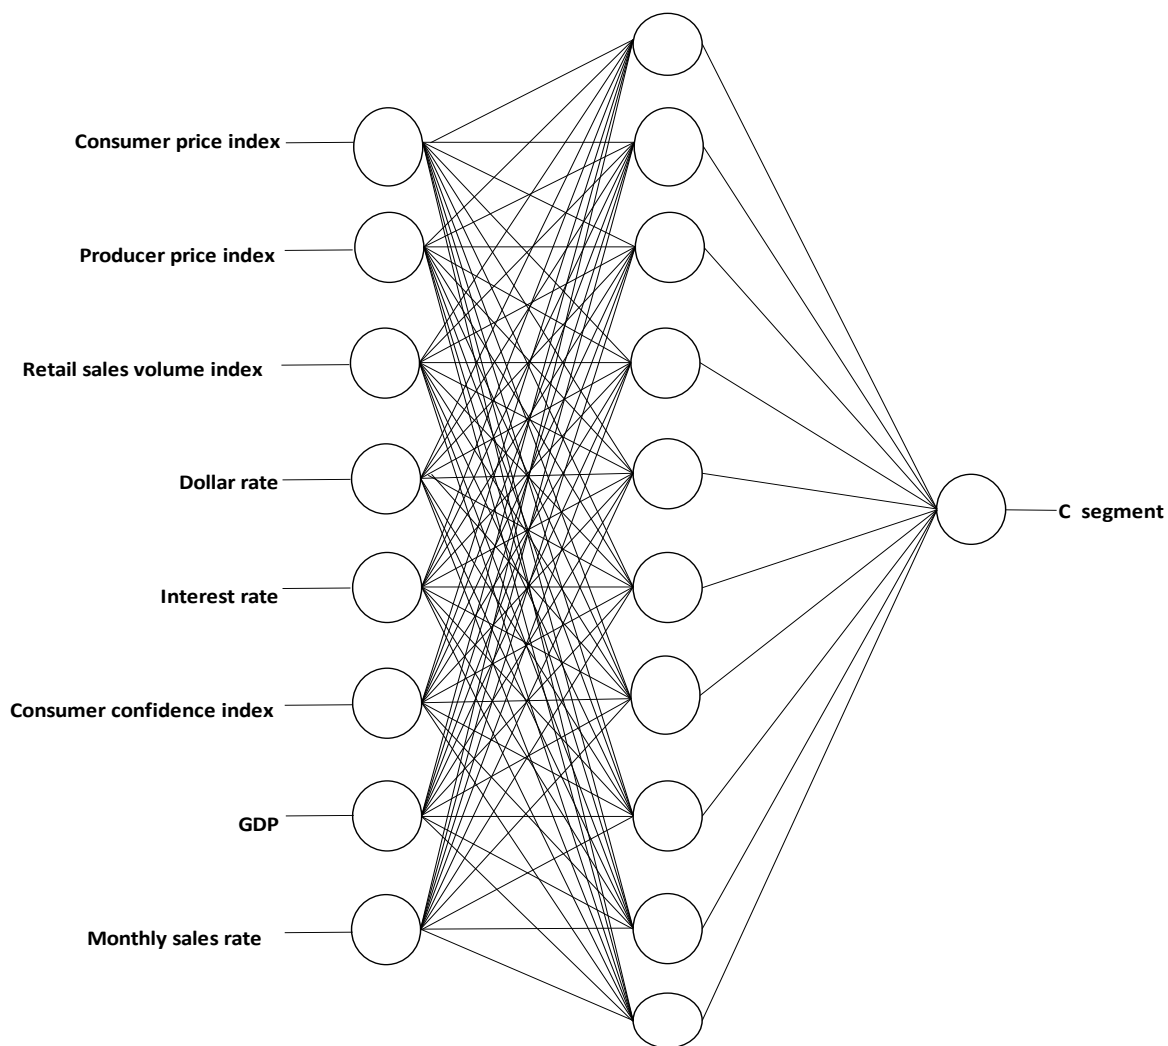 Consumer price index
Producer price index
Retail sales volume index
Dollar rate
Interest rate
Consumer confidence index
GDP
Monthly sales rate
C segment